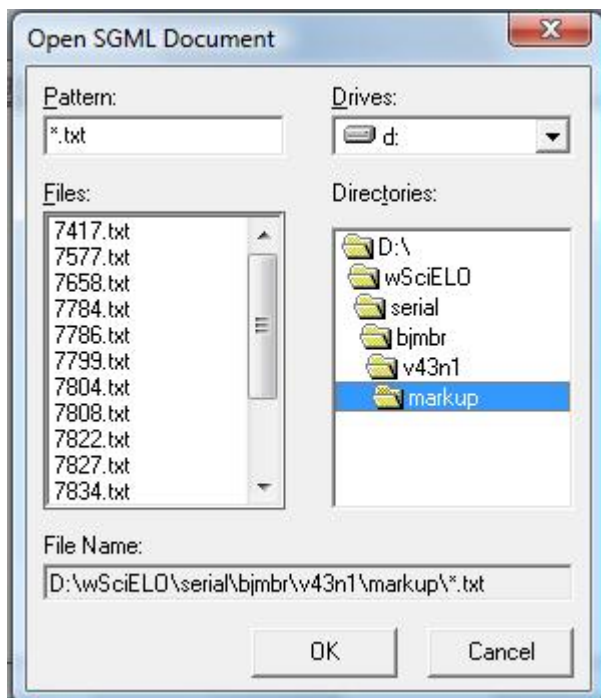 Open SGML Document
Pattern:
*.txt
Drives:
d:
Files:
7417.txt
7577.txt
7658.txt
7784.txt
7786.txt
7799.txt
7804.txt
7808.txt
7822.txt
7827.txt
7834.txt
Directories:
D:\
wSciELO
serial
bjmbr
v43n1
markup
File Name:
D:\wSciELO\serial\bjmbr\v43n1\markup\*.txt
OK
Cancel